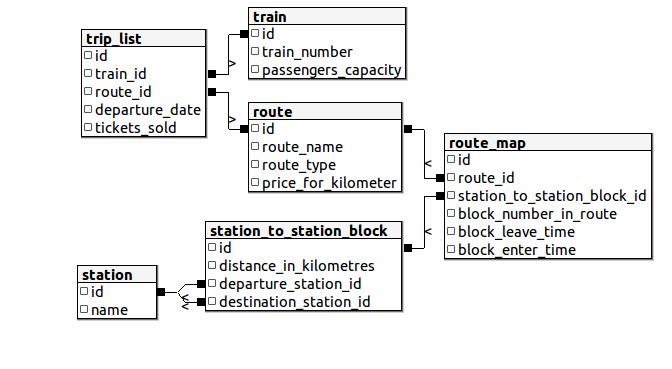 train
id
train_number
passengers_capacity
trip_list
id
train_id
route_id
departure_date
tickets_sold
route
id
route_name
route_type
price_for_kilometer
route_map
id
route_id
station_to_station_block_id
block_number_in_route
block_leave_time
block_enter_time
station_to_station_block
id
distance_in_kilometres
departure_station_id
destination_station_id
station
id
name